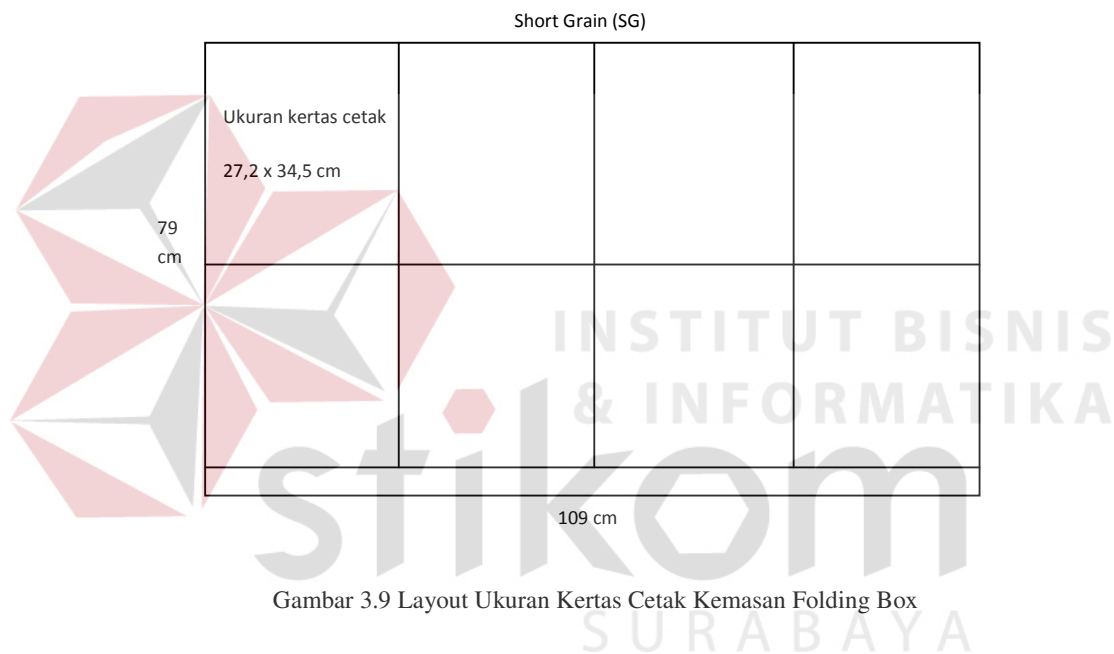 Short Grain (SG)
Ukuran kertas cetak
27,2 x 34,5 cm
79
cm
INSTITUT BISNIS
& INFORMATIKA
stikom
SURABAYA
109 cm
Gambar 3.9 Layout Ukuran Kertas Cetak Kemasan Folding Box